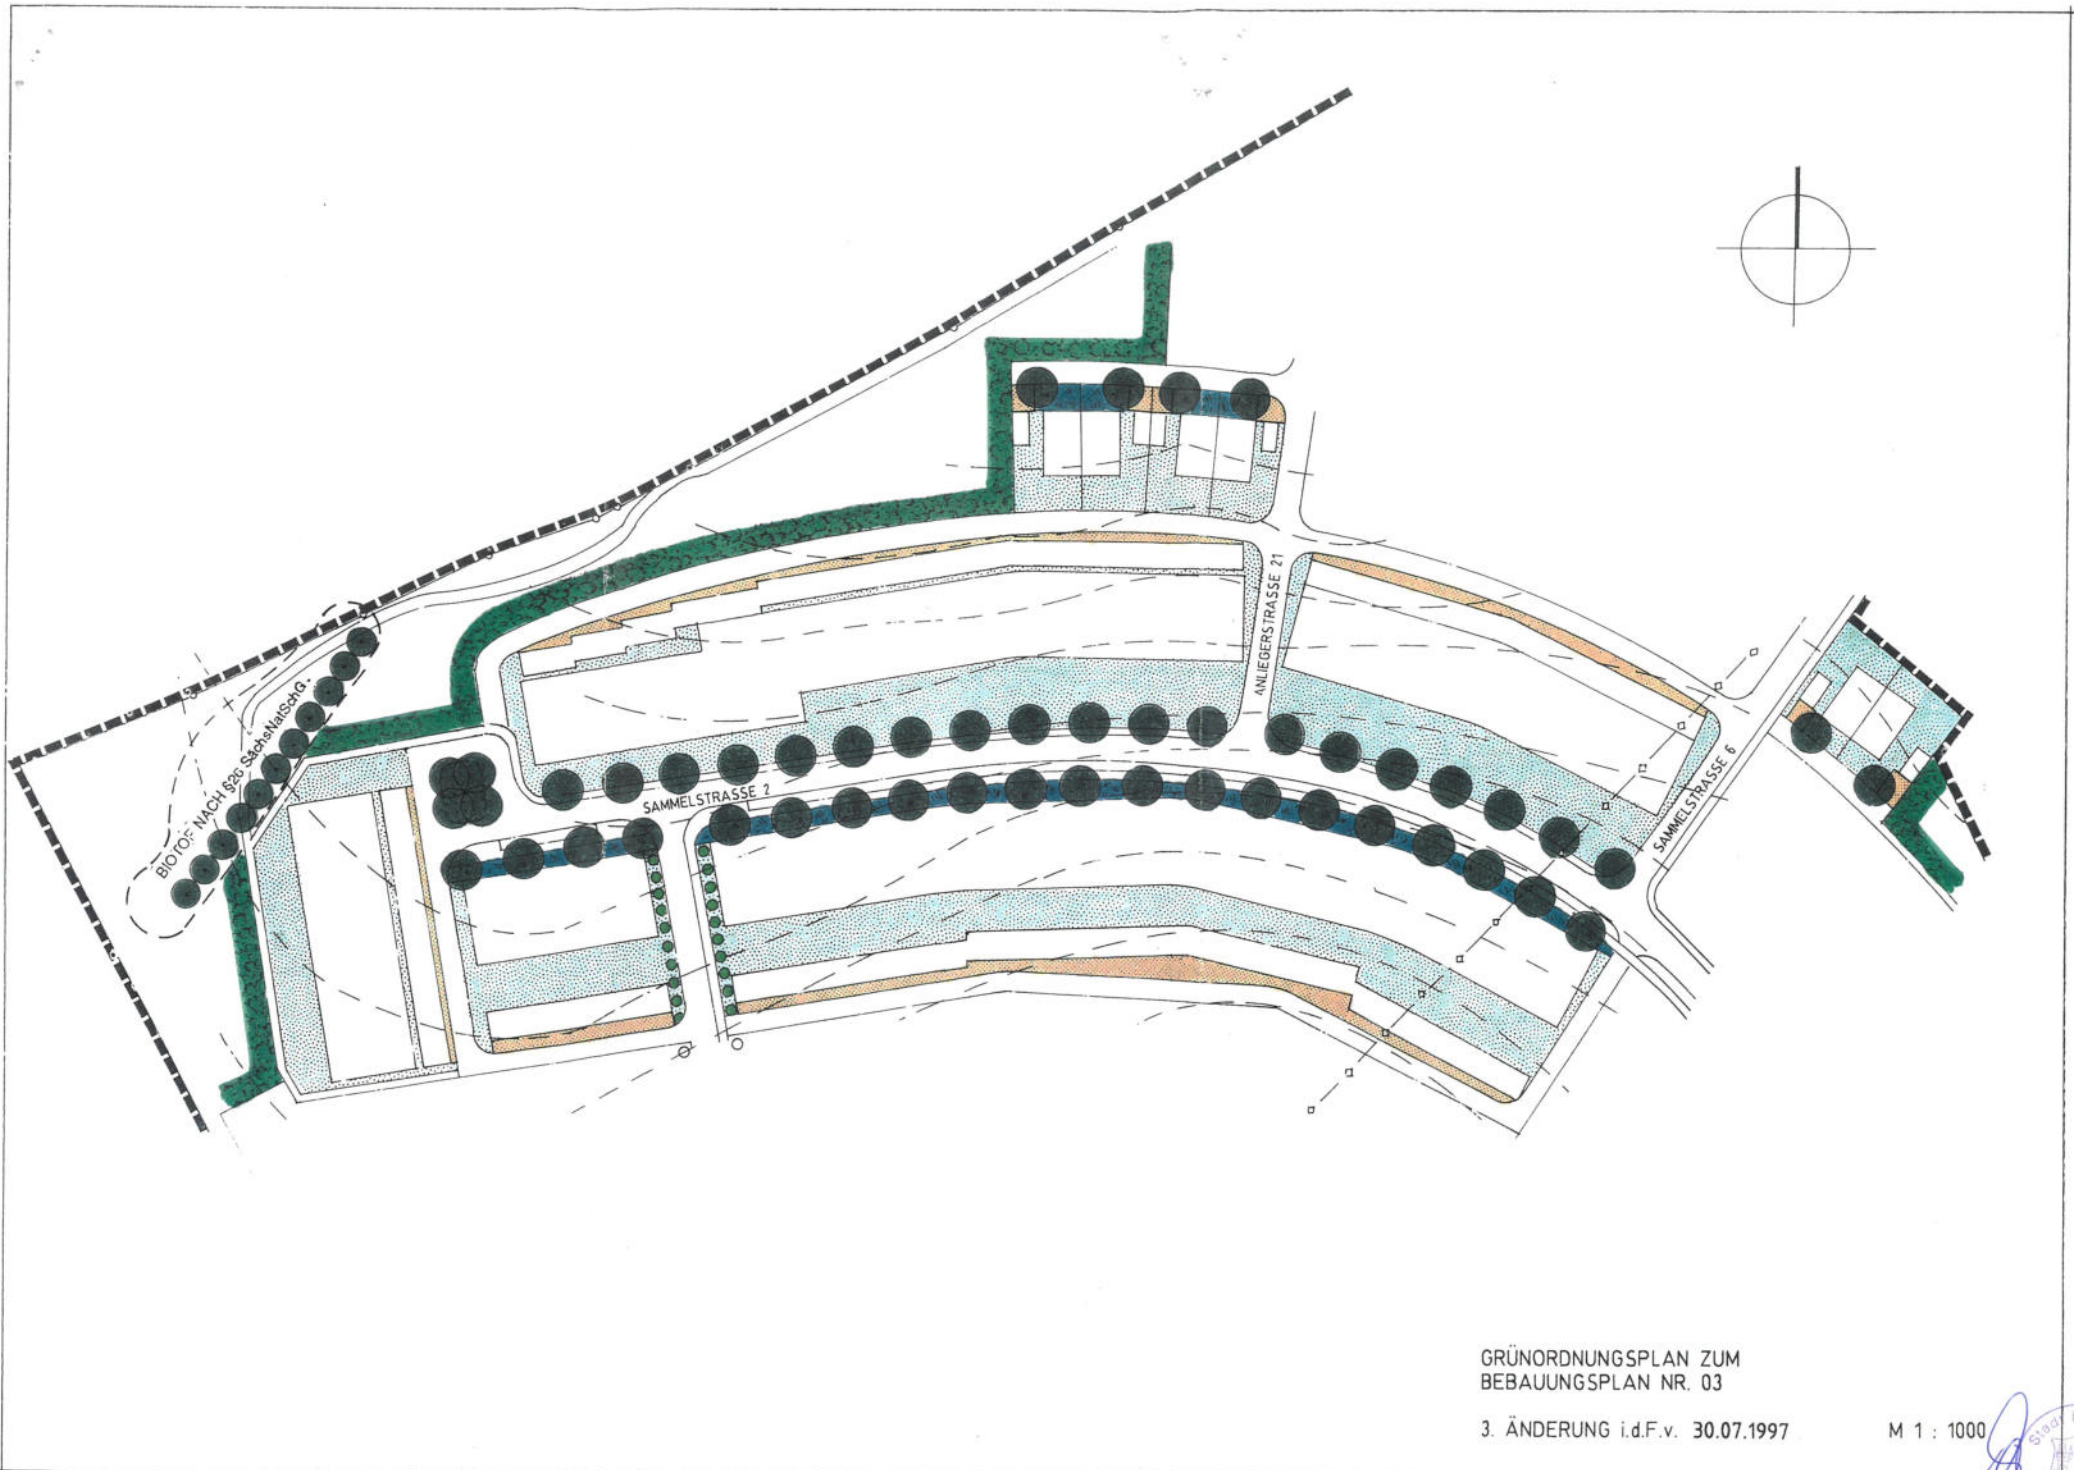 BIOTOP NACH §26 SächsNatSchG.
SAMMELSTRASSE 2
ANLIEGERSTRASSE 21
SAMMELSTRASSE 6
GRÜNORDNUNGSPLAN ZUM
BEBAUUNGSPLAN NR. 03
3. ÄNDERUNG i.d.F.v. 30.07.1997
M 1 : 1000
Stadt